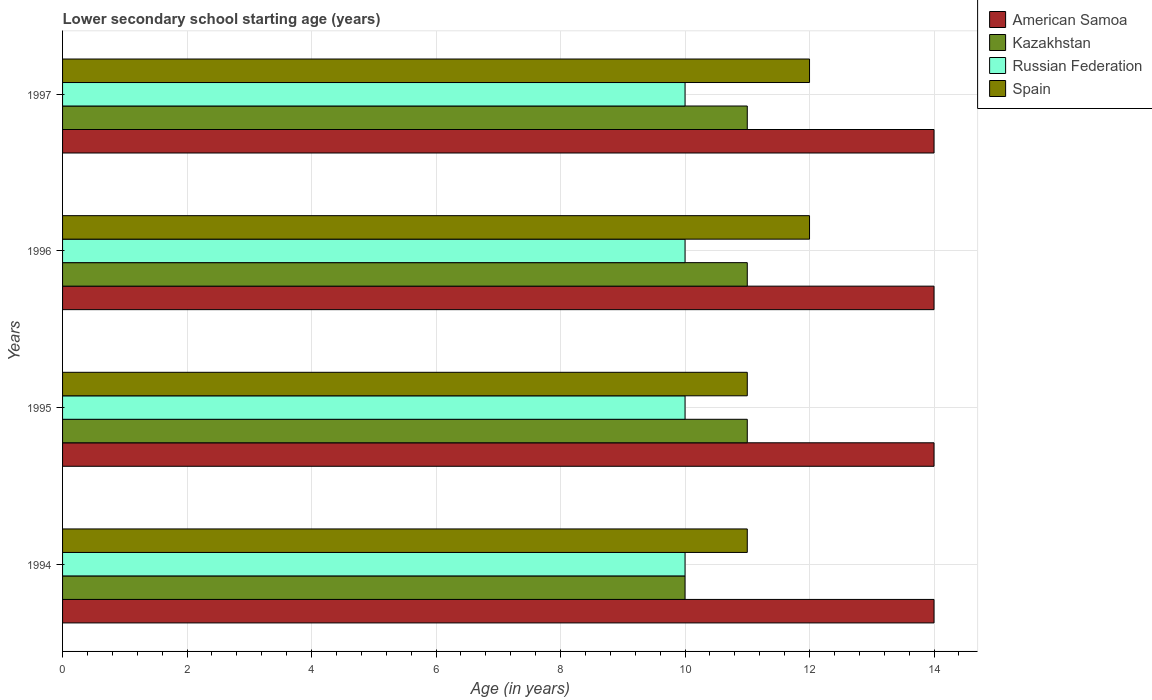 Lower secondary school starting age (years)
American Samoa
Kazakhstan
Russian Federation
Spain
1997
1996
1995
1994
Years
0 2 4 6 8 10 12 14
Age (in years)